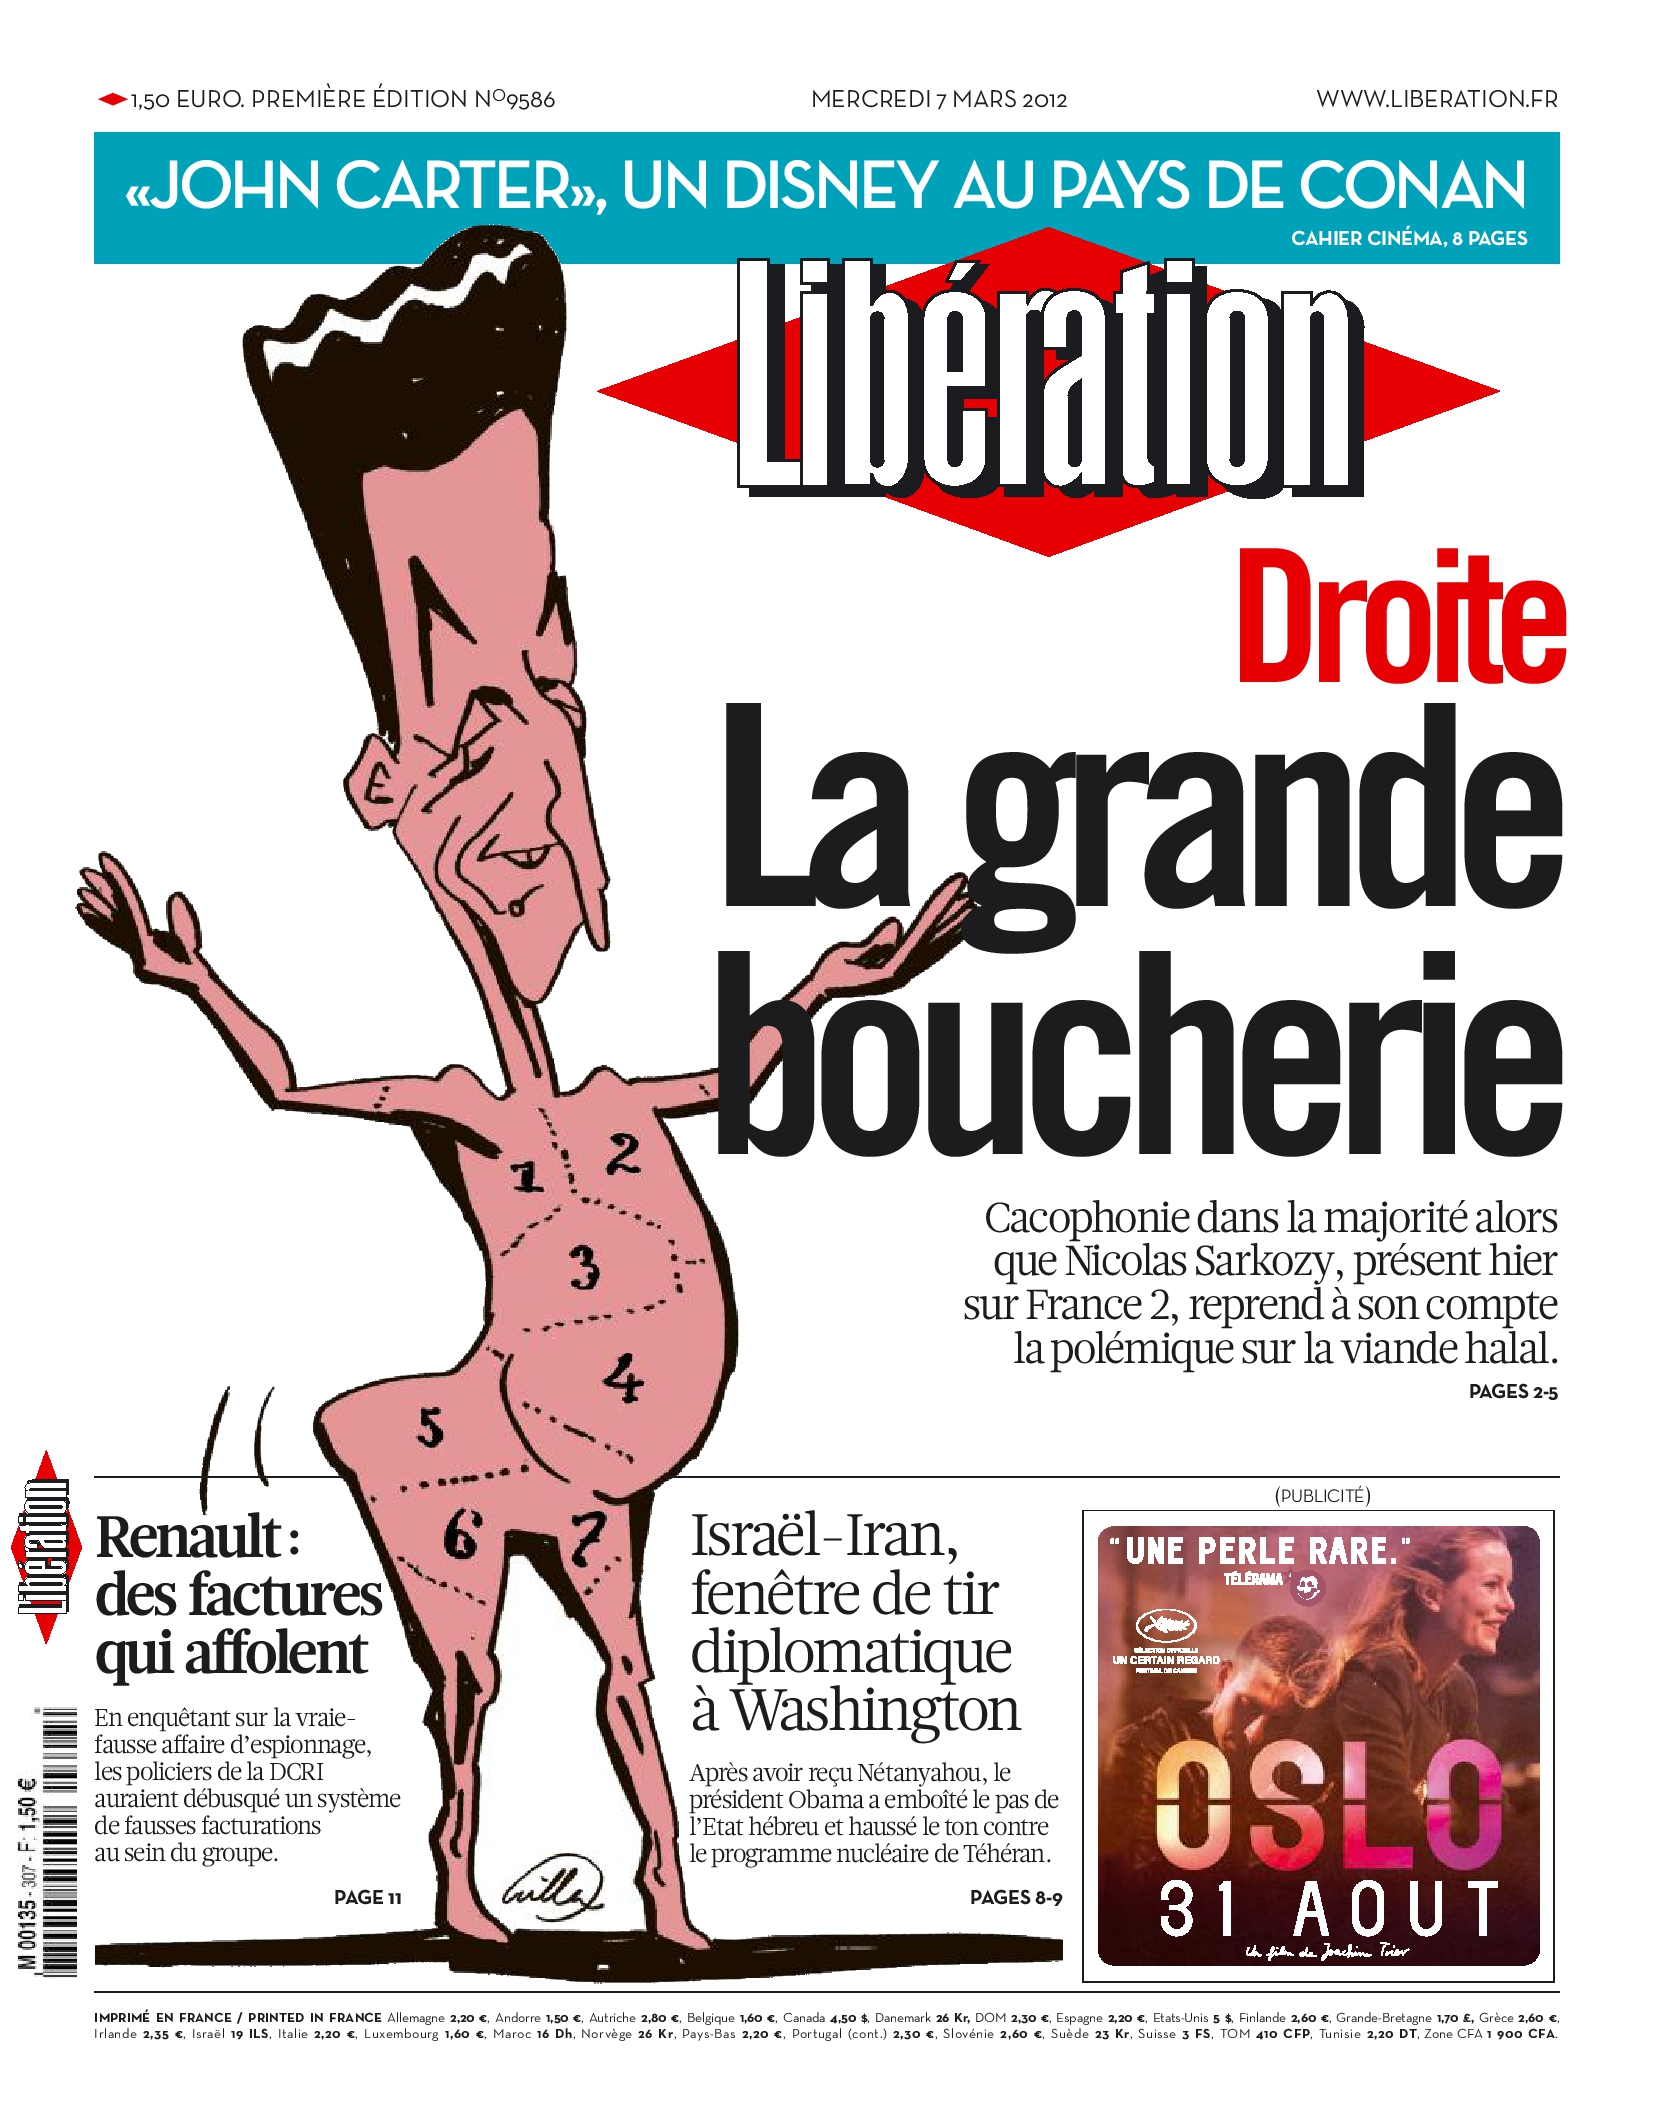 1,50 EURO. PREMIÈRE ÉDITION NO9586
MERCREDI 7 MARS 2012
WWW.LIBERATION.FR
«JOHN CARTER», UN DISNEY AU PAYS DE CONAN
CAHIER CINÉMA, 8 PAGES
Libération
Droite
La grande
boucherie
Cacophonie dans la majorité alors
que Nicolas Sarkozy, présent hier
sur France 2, reprend à son compte
la polémique sur la viande halal.
PAGES 2-5
1
2
3
4
5
6
7
Libération
M 00135 - 307 - F: 1,50 €
Renault :
des factures
qui affolent
En enquêtant sur la vraie-
fausse affaire d'espionnage,
les policiers de la DCRI
auraient débusqué un système
de fausses facturations
au sein du groupe.
PAGE 11
Israël-Iran,
fenêtre de tir
diplomatique
à Washington
Après avoir reçu Nétanyahou, le
président Obama a emboîté le pas de
l'Etat hébreu et haussé le ton contre
le programme nucléaire de Téhéran.
PAGES 8-9
(PUBLICITÉ)
"UNE PERLE RARE."
TÉLÉRAMA
SÉLECTION OFFICIELLE
UN CERTAIN REGARD
FESTIVAL DE CANNES
OSLO
31 AOUT
Un film de Joachim Trier
IMPRIMÉ EN FRANCE / PRINTED IN FRANCE Allemagne 2,20 €, Andorre 1,50 €, Autriche 2,80 €, Belgique 1,60 €, Canada 4,50 $, Danemark 26 Kr, DOM 2,30 €, Espagne 2,20 €, Etats-Unis 5 $, Finlande 2,60 €, Grande-Bretagne 1,70 £, Grèce 2,60 €,
Irlande 2,35 €, Israël 19 ILS, Italie 2,20 €, Luxembourg 1,60 €, Maroc 16 Dh, Norvège 26 Kr, Pays-Bas 2,20 €, Portugal (cont.) 2,30 €, Slovénie 2,60 €, Suède 23 Kr, Suisse 3 FS, TOM 410 CFP, Tunisie 2,20 DT, Zone CFA 1 900 CFA.